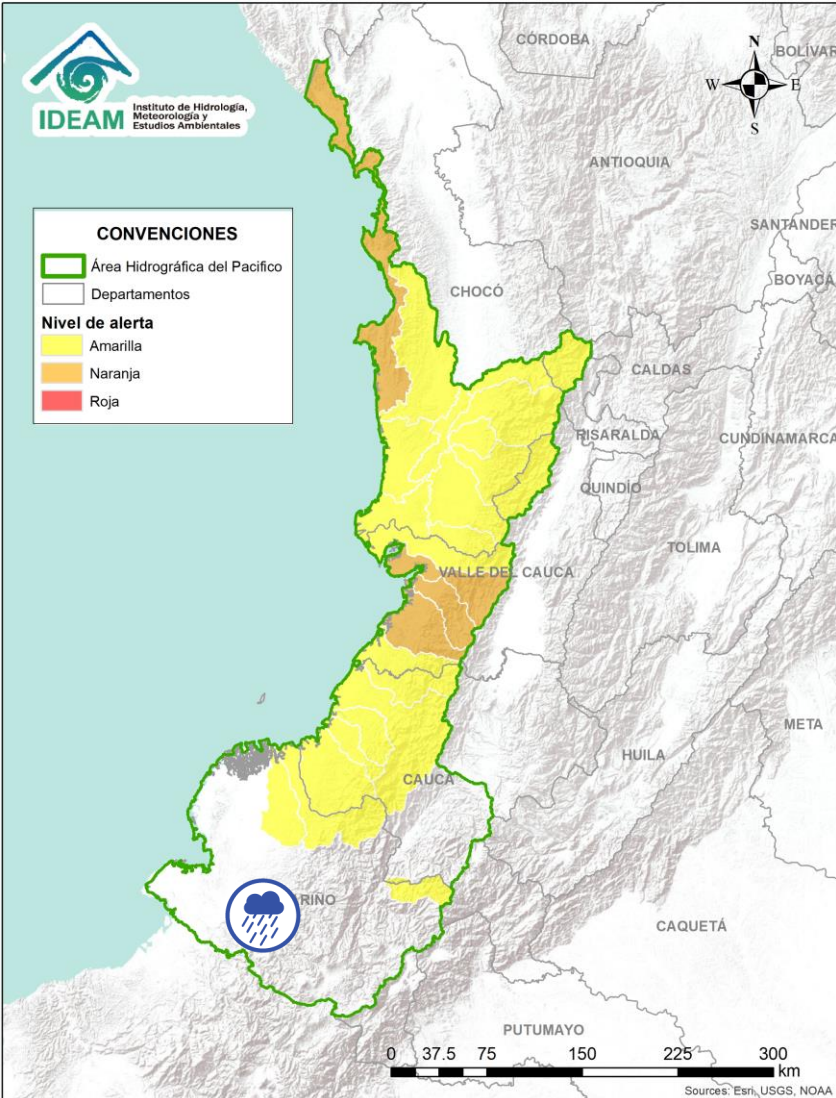 IDEAM
Instituto de Hidrología,
Meteorología y
Estudios Ambientales
N
W
E
S
CÓRDOBA
BOLÍVAR
ANTIOQUIA
SANTANDER
BOYACÁ
CHOCÓ
CALDAS
RISARALDA
CUNDINAMARCA
QUINDÍO
TOLIMA
VALLE DEL CAUCA
META
HUILA
CAUCA
RIÑO
CAQUETÁ
PUTUMAYO
CONVENCIONES
Área Hidrográfica del Pacifico
Departamentos
Nivel de alerta
Amarilla
Naranja
Roja
0 37.5 75 150 225 300
km
Sources: Esri, USGS, NOAA